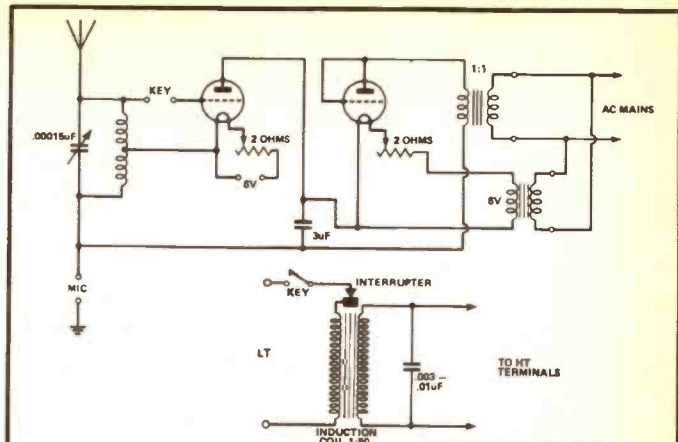 KEY
.00015uF
2 OHMS
6V
3uF
MIC
2 OHMS
1:1
AC MAINS
6V
KEY
INTERRUPTER
LT
.003 –
.01uF
TO HT
TERMINALS
INDUCTION
COIL 1:50